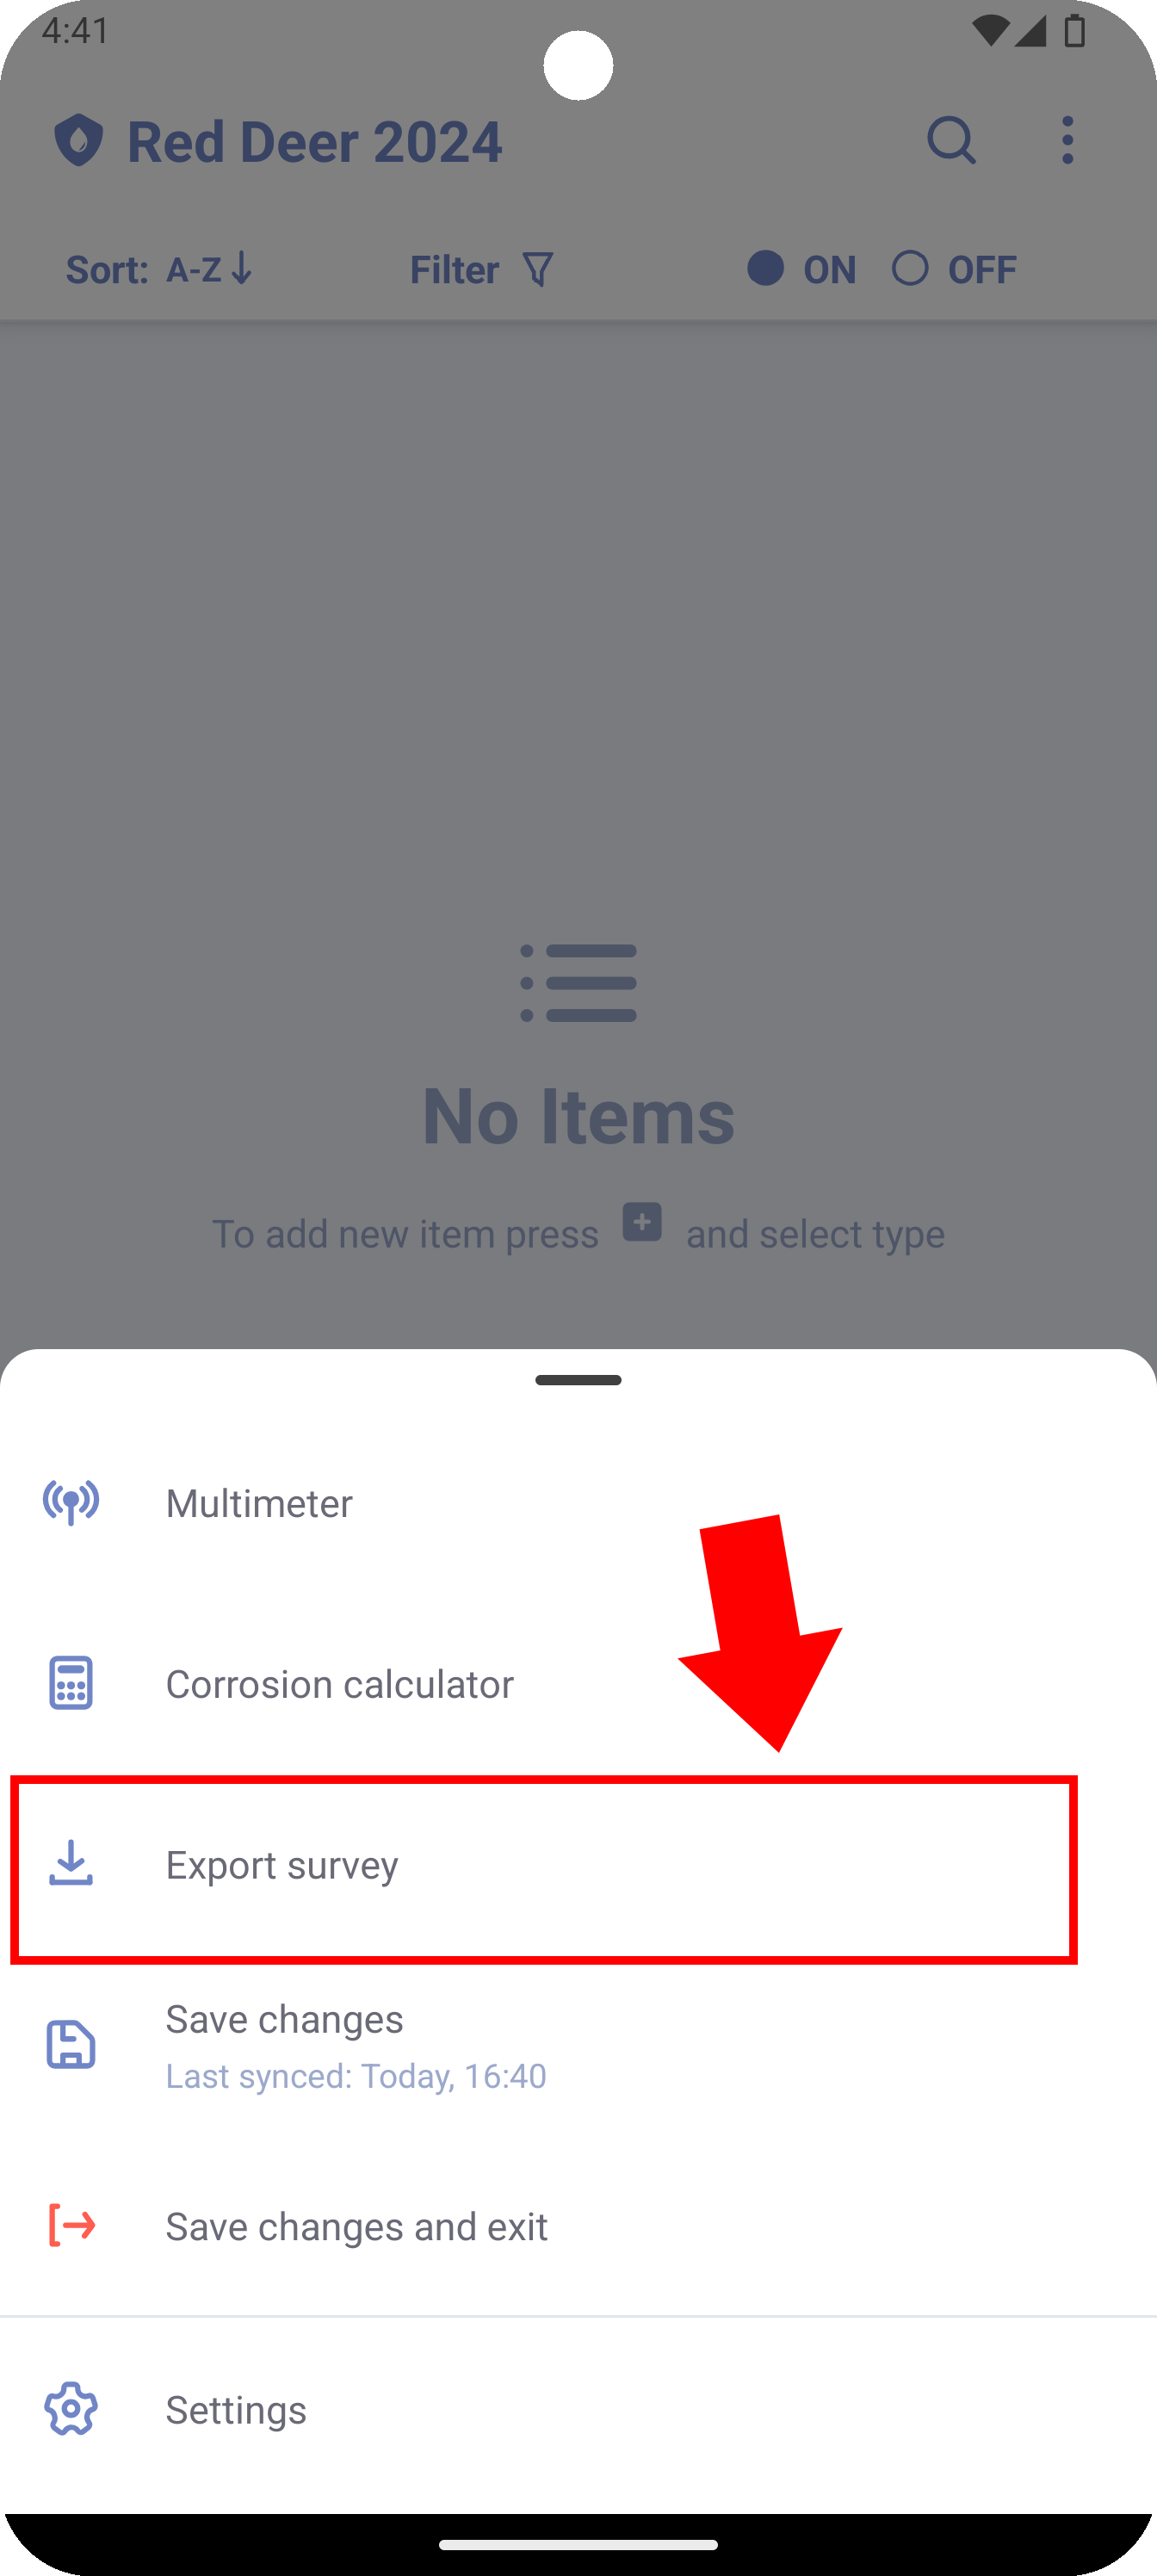 4:41
Red Deer 2024
Sort: A-Z Filter ON OFF
No Items
To add new item press and select type
Multimeter
Corrosion calculator
Export survey
Save changes
Last synced: Today, 16:40
Save changes and exit
Settings